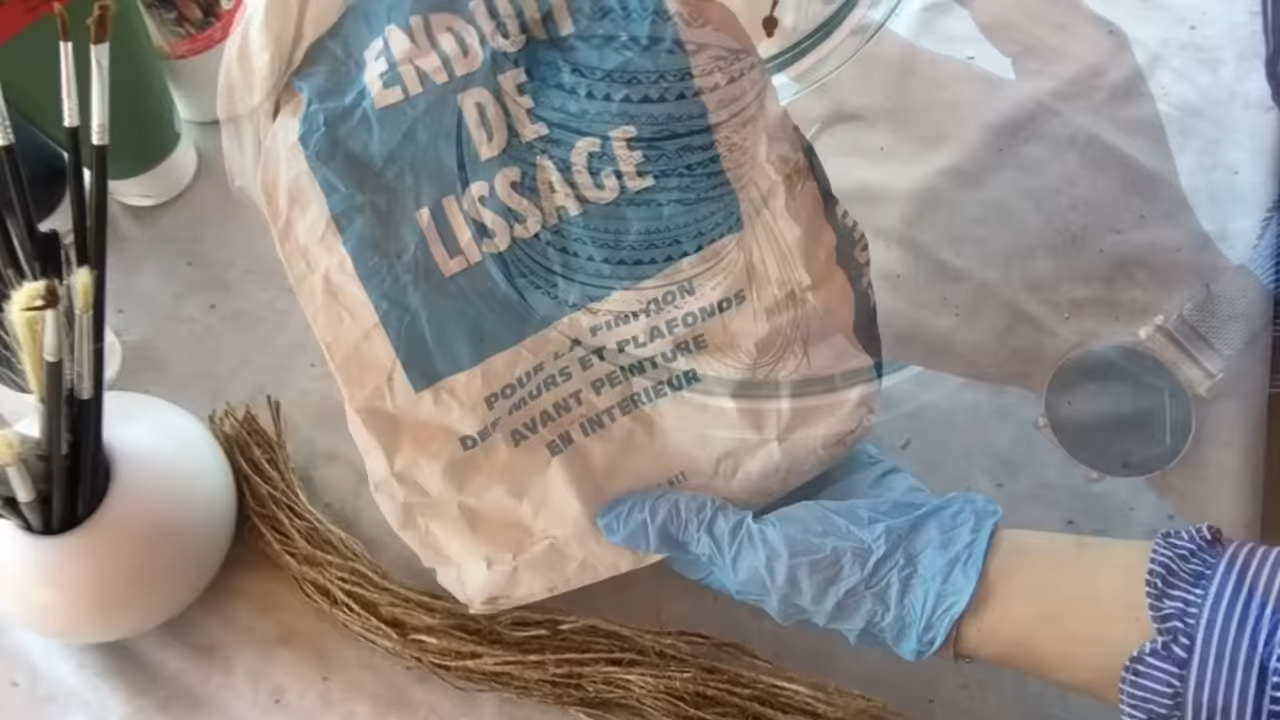 ENDUIT
DE
LISSAGE
POUR LA FINITION
DES MURS ET PLAFONDS
AVANT PEINTURE
EN INTERIEUR